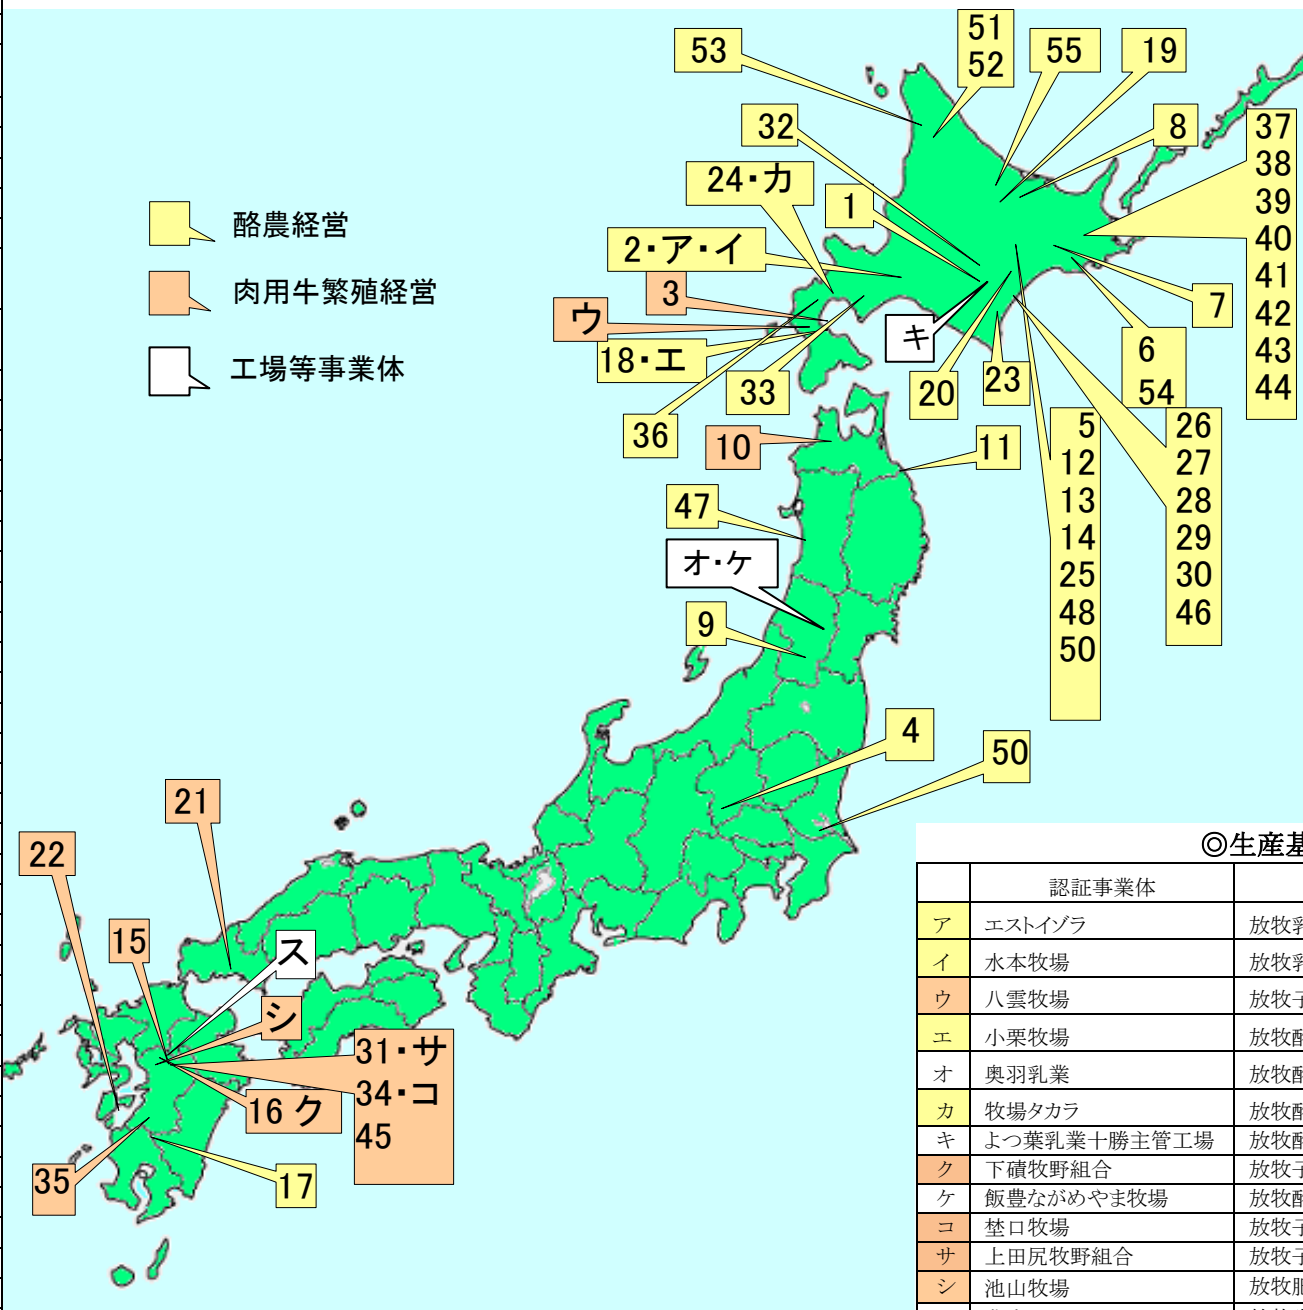 53
51
52
55
19
32
8
37
38
39
40
41
42
43
44
24・カ
1
酪農経営
2・ア・イ
肉用牛繁殖経営
3
ウ
7
工場等事業体
キ
18・エ
6
54
33
20
23
36
10
11
5
12
13
14
25
48
50
26
27
28
29
30
46
47
オ・ケ
9
4
50
21
22
15
ス
シ
31・サ
34・コ
45
16 ク
35
17
◎生産基
認証事業体
ア エストイゾラ 放牧乳
イ 水本牧場 放牧乳
ウ 八雲牧場 放牧子
エ 小栗牧場 放牧酪
オ 奥羽乳業 放牧酪
カ 牧場タカラ 放牧酪
キ よつ葉乳業十勝主管工場 放牧酪
ク 下磧牧野組合 放牧子
ケ 飯豊ながめやま牧場 放牧酪
コ 埜口牧場 放牧子
サ 上田尻牧野組合 放牧子
シ 池山牧場 放牧肥